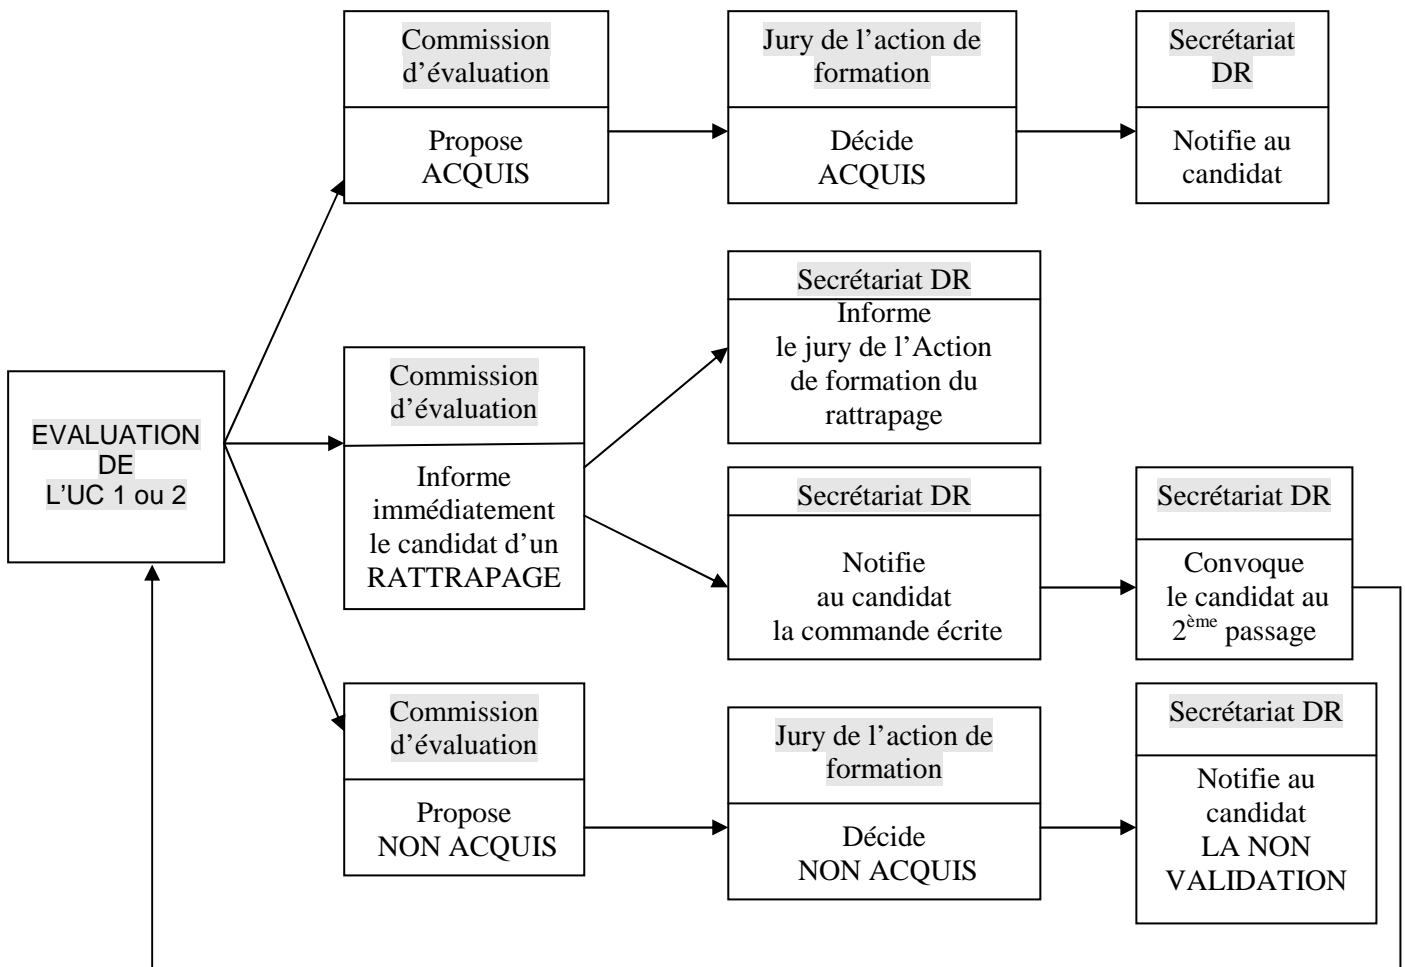 Commission
d’évaluation
Propose
ACQUIS
Jury de l’action de
formation
Décide
ACQUIS
Secrétariat
DR
Notifie au
candidat
EVALUATION
DE
L’UC 1 ou 2
Commission
d’évaluation
Informe
immédiatement
le candidat d’un
RATTRAPAGE
Secrétariat DR
Informe
le jury de l’Action
de formation du
rattrapage
Secrétariat DR
Notifie
au candidat
la commande écrite
Secrétariat DR
Convoque
le candidat au
2ème passage
Commission
d’évaluation
Propose
NON ACQUIS
Jury de l’action de
formation
Décide
NON ACQUIS
Secrétariat DR
Notifie au
candidat
LA NON
VALIDATION